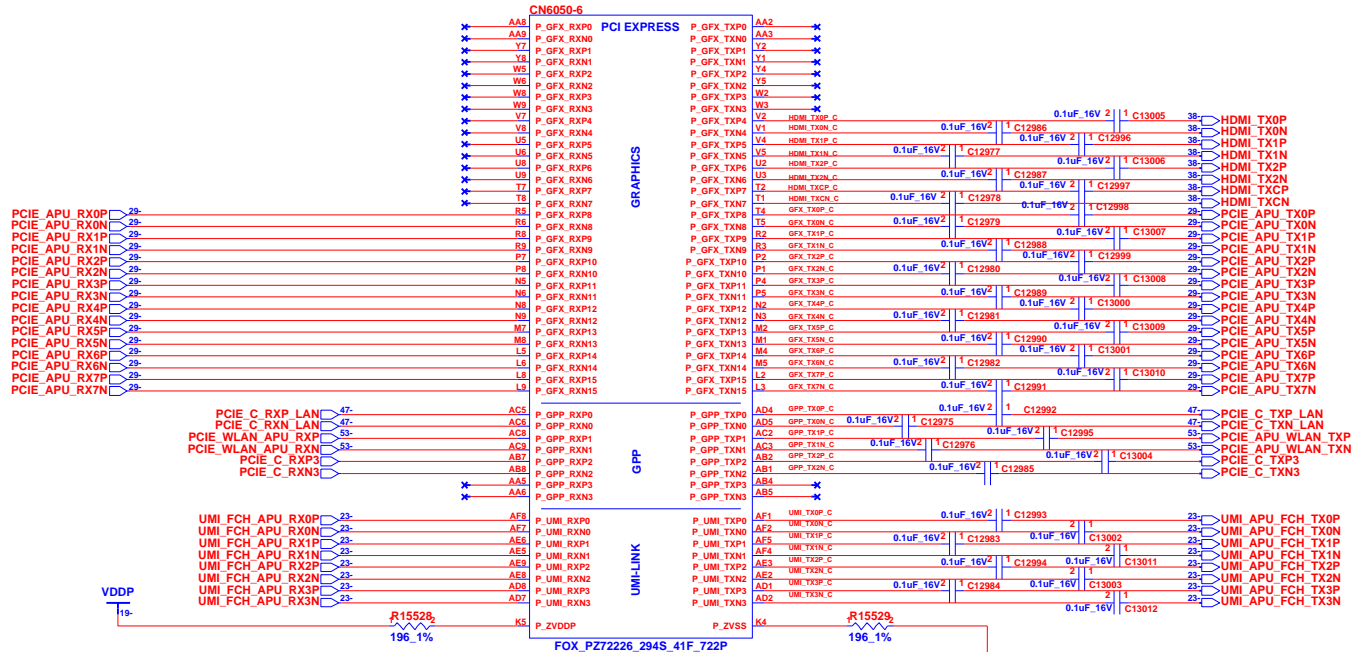 CN6050-6
AA8 P_GFX_RXP0 PCI EXPRESS P_GFX_TXP0 AA2
AA9 P_GFX_RXN0 P_GFX_TXN0 AA3
Y7 P_GFX_RXP1 P_GFX_TXP1 Y2
Y8 P_GFX_RXN1 P_GFX_TXN1 Y1
W5 P_GFX_RXP2 P_GFX_TXP2 Y4
W6 P_GFX_RXN2 P_GFX_TXN2 Y5
W8 P_GFX_RXP3 P_GFX_TXP3 W2
W9 P_GFX_RXN3 P_GFX_TXN3 W3
V7 P_GFX_RXP4 P_GFX_TXP4 V2 HDMI_TX0P_C 0.1uF_16V 2 1 C13005 38- HDMI_TX0P
V8 P_GFX_RXN4 P_GFX_TXN4 V1 HDMI_TX0N_C 0.1uF_16V 2 1 C12986 38- HDMI_TX0N
U5 P_GFX_RXP5 P_GFX_TXP5 V4 HDMI_TX1P_C 0.1uF_16V 2 1 C12996 38- HDMI_TX1P
U6 P_GFX_RXN5 P_GFX_TXN5 V5 HDMI_TX1N_C 0.1uF_16V 2 1 C12977 38- HDMI_TX1N
U8 P_GFX_RXP6 P_GFX_TXP6 U2 HDMI_TX2P_C 0.1uF_16V 2 1 C13006 38- HDMI_TX2P
U9 P_GFX_RXN6 GRAPHICS P_GFX_TXN6 U3 HDMI_TX2N_C 0.1uF_16V 2 1 C12987 38- HDMI_TX2N
T7 P_GFX_RXP7 P_GFX_TXP7 T2 HDMI_TXCP_C 0.1uF_16V 2 1 C12997 38- HDMI_TXCP
T8 P_GFX_RXN7 P_GFX_TXN7 T1 HDMI_TXCN_C 0.1uF_16V 2 1 C12978 38- HDMI_TXCN
PCIE_APU_RX0P 29- R5 P_GFX_RXP8 P_GFX_TXP8 T4 GFX_TX0P_C 0.1uF_16V 2 1 C12998 29- PCIE_APU_TX0P
PCIE_APU_RX0N 29- R6 P_GFX_RXN8 P_GFX_TXN8 T5 GFX_TX0N_C 0.1uF_16V 2 1 C12979 29- PCIE_APU_TX0N
PCIE_APU_RX1P 29- R8 P_GFX_RXP9 P_GFX_TXP9 R2 GFX_TX1P_C 0.1uF_16V 2 1 C13007 29- PCIE_APU_TX1P
PCIE_APU_RX1N 29- R9 P_GFX_RXN9 P_GFX_TXN9 R3 GFX_TX1N_C 0.1uF_16V 2 1 C12988 29- PCIE_APU_TX1N
PCIE_APU_RX2P 29- P7 P_GFX_RXP10 P_GFX_TXP10 P2 GFX_TX2P_C 0.1uF_16V 2 1 C12999 29- PCIE_APU_TX2P
PCIE_APU_RX2N 29- P8 P_GFX_RXN10 P_GFX_TXN10 P1 GFX_TX2N_C 0.1uF_16V 2 1 C12980 29- PCIE_APU_TX2N
PCIE_APU_RX3P 29- N5 P_GFX_RXP11 P_GFX_TXP11 P4 GFX_TX3P_C 0.1uF_16V 2 1 C13008 29- PCIE_APU_TX3P
PCIE_APU_RX3N 29- N6 P_GFX_RXN11 P_GFX_TXN11 P5 GFX_TX3N_C 0.1uF_16V 2 1 C12989 29- PCIE_APU_TX3N
PCIE_APU_RX4P 29- N8 P_GFX_RXP12 P_GFX_TXP12 N2 GFX_TX4P_C 0.1uF_16V 2 1 C13000 29- PCIE_APU_TX4P
PCIE_APU_RX4N 29- N9 P_GFX_RXN12 P_GFX_TXN12 N3 GFX_TX4N_C 0.1uF_16V 2 1 C12981 29- PCIE_APU_TX4N
PCIE_APU_RX5P 29- M7 P_GFX_RXP13 P_GFX_TXP13 M2 GFX_TX5P_C 0.1uF_16V 2 1 C13009 29- PCIE_APU_TX5P
PCIE_APU_RX5N 29- M8 P_GFX_RXN13 P_GFX_TXN13 M1 GFX_TX5N_C 0.1uF_16V 2 1 C12990 29- PCIE_APU_TX5N
PCIE_APU_RX6P 29- L5 P_GFX_RXP14 P_GFX_TXP14 M4 GFX_TX6P_C 0.1uF_16V 2 1 C13001 29- PCIE_APU_TX6P
PCIE_APU_RX6N 29- L6 P_GFX_RXN14 P_GFX_TXN14 M5 GFX_TX6N_C 0.1uF_16V 2 1 C12982 29- PCIE_APU_TX6N
PCIE_APU_RX7P 29- L8 P_GFX_RXP15 P_GFX_TXP15 L2 GFX_TX7P_C 0.1uF_16V 2 1 C13010 29- PCIE_APU_TX7P
PCIE_APU_RX7N 29- L9 P_GFX_RXN15 P_GFX_TXN15 L3 GFX_TX7N_C 0.1uF_16V 2 1 C12991 29- PCIE_APU_TX7N
PCIE_C_RXP_LAN 47- AC5 P_GPP_RXP0 P_GPP_TXP0 AD4 GPP_TX0P_C 0.1uF_16V 2 1 C12992 47- PCIE_C_TXP_LAN
PCIE_C_RXN_LAN 47- AC6 P_GPP_RXN0 P_GPP_TXN0 AD5 GPP_TX0N_C 0.1uF_16V 2 1 C12975 47- PCIE_C_TXN_LAN
PCIE_WLAN_APU_RXP 53- AC8 P_GPP_RXP1 P_GPP_TXP1 AC2 GPP_TX1P_C 0.1uF_16V 2 1 C12995 53- PCIE_APU_WLAN_TXP
PCIE_WLAN_APU_RXN 53- AC9 P_GPP_RXN1 GPP P_GPP_TXN1 AC3 GPP_TX1N_C 0.1uF_16V 2 1 C12976 53- PCIE_APU_WLAN_TXN
PCIE_C_RXP3 AB7 P_GPP_RXP2 P_GPP_TXP2 AB2 GPP_TX2P_C 0.1uF_16V 2 1 C13004 PCIE_C_TXP3
PCIE_C_RXN3 AB8 P_GPP_RXN2 P_GPP_TXN2 AB1 GPP_TX2N_C 0.1uF_16V 2 1 C12985 PCIE_C_TXN3
AA5 P_GPP_RXP3 P_GPP_TXP3 AB4
AA6 P_GPP_RXN3 P_GPP_TXN3 AB5
UMI_FCH_APU_RX0P 23- AF8 P_UMI_RXP0 P_UMI_TXP0 AF1 UMI_TX0P_C 0.1uF_16V 2 1 C12993 23- UMI_APU_FCH_TX0P
UMI_FCH_APU_RX0N 23- AF7 P_UMI_RXN0 P_UMI_TXN0 AF2 UMI_TX0N_C 0.1uF_16V 2 1 C13002 23- UMI_APU_FCH_TX0N
UMI_FCH_APU_RX1P 23- AE6 P_UMI_RXP1 P_UMI_TXP1 AF5 UMI_TX1P_C 0.1uF_16V 2 1 C12983 23- UMI_APU_FCH_TX1P
UMI_FCH_APU_RX1N 23- AE5 P_UMI_RXN1 P_UMI_TXN1 AF4 UMI_TX1N_C 0.1uF_16V 2 1 C13011 23- UMI_APU_FCH_TX1N
UMI_FCH_APU_RX2P 23- AE9 P_UMI_RXP2 UMI-LINK P_UMI_TXP2 AE3 UMI_TX2P_C 0.1uF_16V 2 1 C12994 23- UMI_APU_FCH_TX2P
UMI_FCH_APU_RX2N 23- AE8 P_UMI_RXN2 P_UMI_TXN2 AE2 UMI_TX2N_C 0.1uF_16V 2 1 C13003 23- UMI_APU_FCH_TX2N
UMI_FCH_APU_RX3P 23- AD8 P_UMI_RXP3 P_UMI_TXP3 AD1 UMI_TX3P_C 0.1uF_16V 2 1 C12984 23- UMI_APU_FCH_TX3P
UMI_FCH_APU_RX3N 23- AD7 P_UMI_RXN3 P_UMI_TXN3 AD2 UMI_TX3N_C 0.1uF_16V 2 1 C13012 23- UMI_APU_FCH_TX3N
VDDP
19- 1 R15528 2 K5 P_ZVDDP P_ZVSS K4 1 R15529 2
196_1% 196_1%
FOX_PZ72226_294S_41F_722P